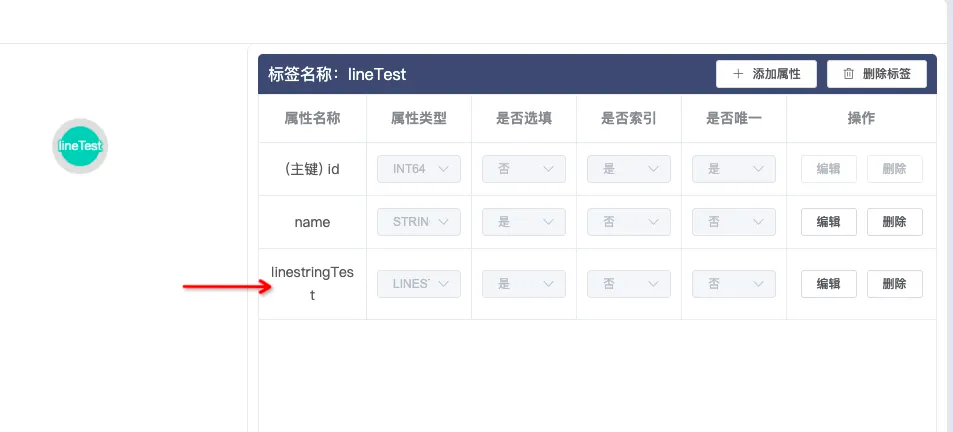 标签名称：lineTest
添加属性
删除标签
属性名称 属性类型 是否选填 是否索引 是否唯一 操作
lineTest
(主键) id INT64 否 是 是 编辑 删除
name STRIN 是 否 否 编辑 删除
linestringTes
t
LINES 是 否 否 编辑 删除